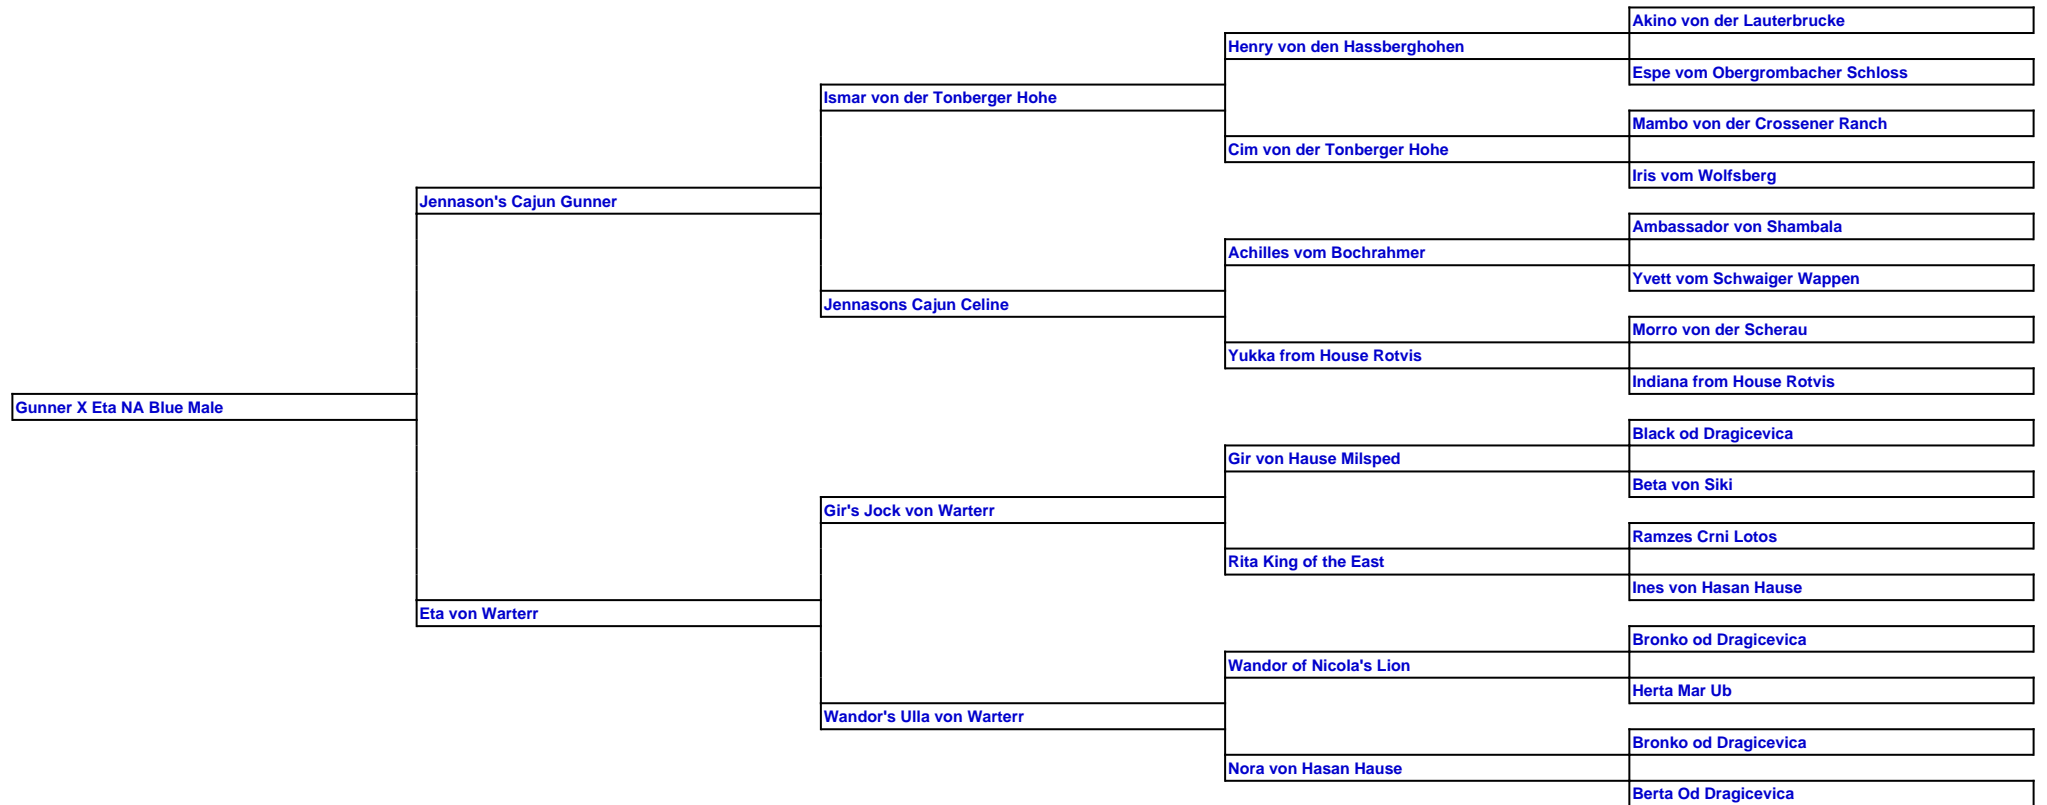 Akino von der Lauterbrucke
Henry von den Hassberghohen
Espe vom Obergrombacher Schloss
Ismar von der Tonberger Hohe
Mambo von der Crossener Ranch
Cim von der Tonberger Hohe
Iris vom Wolfsberg
Jennason's Cajun Gunner
Ambassador von Shambala
Achilles vom Bochrahmer
Yvett vom Schwaiger Wappen
Jennasons Cajun Celine
Morro von der Scherau
Yukka from House Rotvis
Indiana from House Rotvis
Gunner X Eta NA Blue Male
Black od Dragicevica
Gir von Hause Milsped
Beta von Siki
Gir's Jock von Warterr
Ramzes Crni Lotos
Rita King of the East
Ines von Hasan Hause
Eta von Warterr
Bronko od Dragicevica
Wandor of Nicola's Lion
Herta Mar Ub
Wandor's Ulla von Warterr
Bronko od Dragicevica
Nora von Hasan Hause
Berta Od Dragicevica